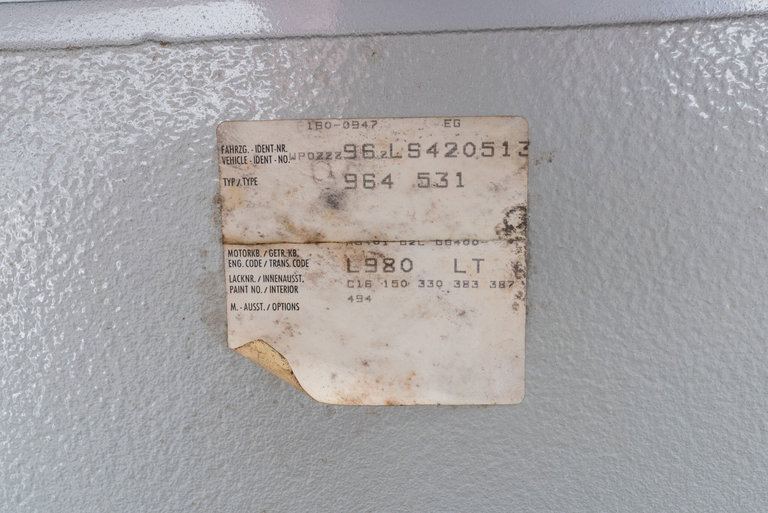 180-0947 EG
FAHRZG. - IDENT-NR.
VEHICLE - IDENT - NO. WP0ZZZ96ZLS420513
TYP / TYPE 964 531
MOTORKB. / GETR. KB.
ENG. CODE / TRANS. CODE
L980 LT
LACKNR. / INNENAUSST.
PAINT NO. / INTERIOR
C16 150 330 383 387
494
M. - AUSST. / OPTIONS